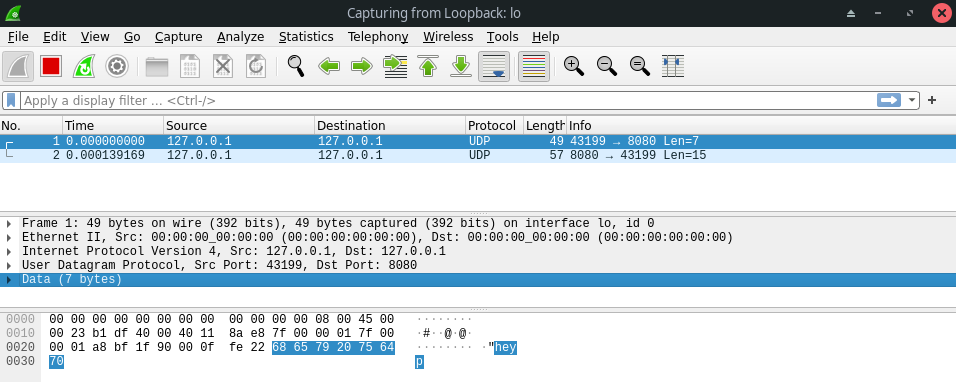 Capturing from Loopback: lo
File Edit View Go Capture Analyze Statistics Telephony Wireless Tools Help
Apply a display filter … <Ctrl-/>
No. Time Source Destination Protocol Length Info
1 0.000000000 127.0.0.1 127.0.0.1 UDP 49 43199 → 8080 Len=7
2 0.000139169 127.0.0.1 127.0.0.1 UDP 57 8080 → 43199 Len=15
Frame 1: 49 bytes on wire (392 bits), 49 bytes captured (392 bits) on interface lo, id 0
Ethernet II, Src: 00:00:00_00:00:00 (00:00:00:00:00:00), Dst: 00:00:00_00:00:00 (00:00:00:00:00:00)
Internet Protocol Version 4, Src: 127.0.0.1, Dst: 127.0.0.1
User Datagram Protocol, Src Port: 43199, Dst Port: 8080
Data (7 bytes)
0000 00 00 00 00 00 00 00 00 00 00 00 00 08 00 45 00 ········
0010 00 23 b1 df 40 00 40 11 8a e8 7f 00 00 01 7f 00 ·#··@·@·
0020 00 01 a8 bf 1f 90 00 0f fe 22 68 65 79 20 75 64 ········ ·"hey
0030 70 p